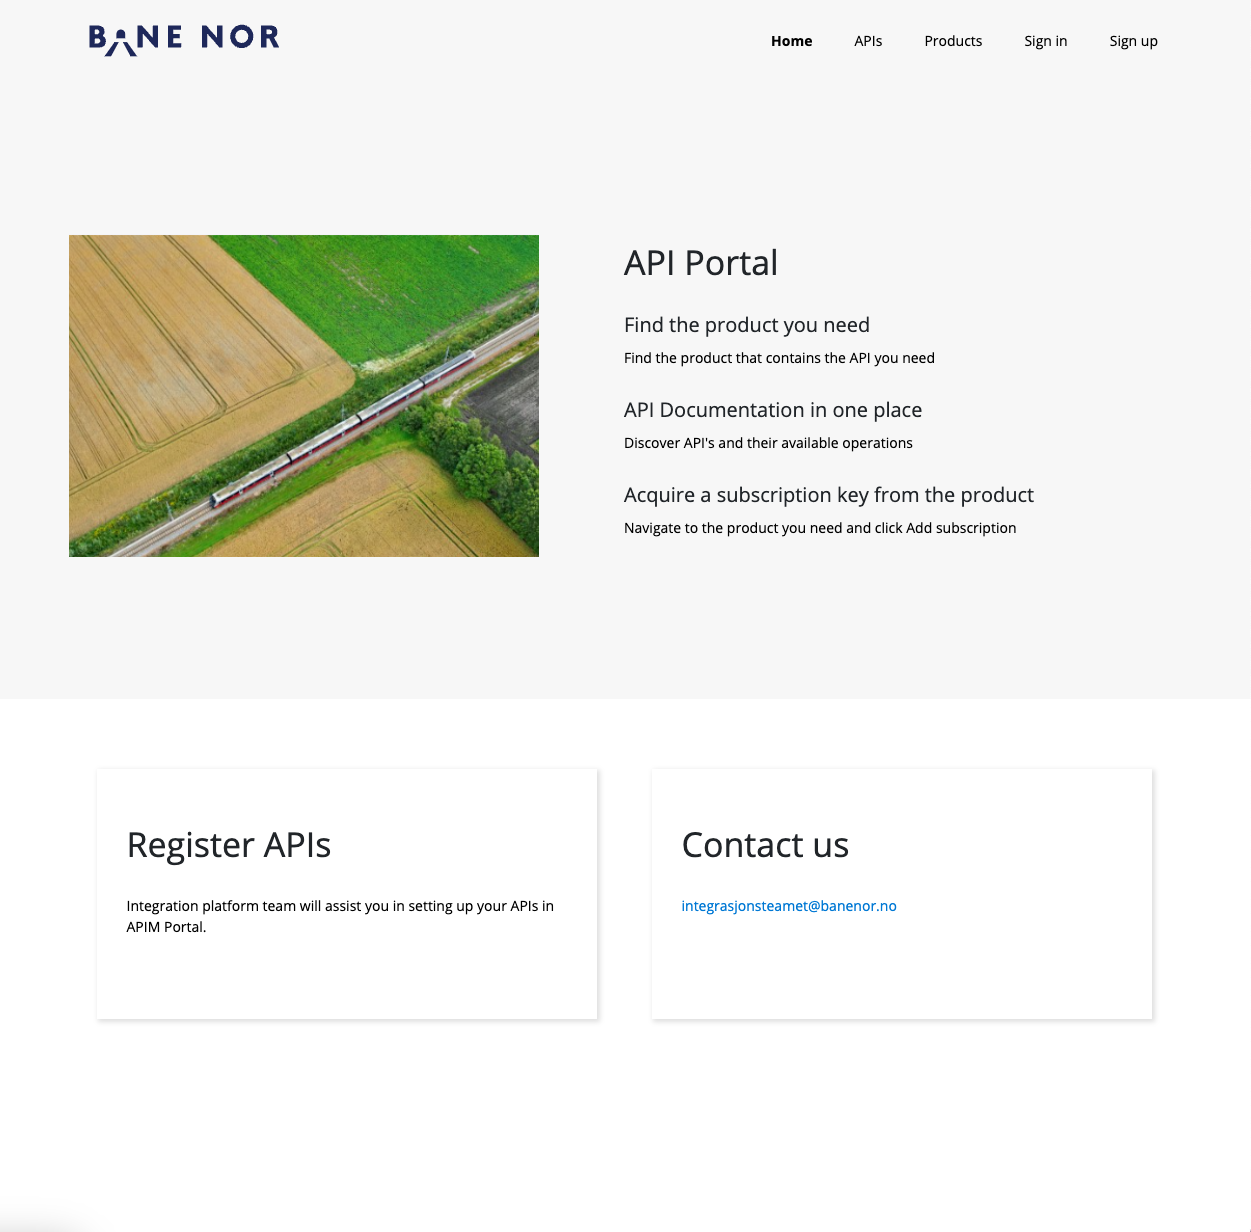 BANE NOR
Home
APIs
Products
Sign in
Sign up
API Portal
Find the product you need
Find the product that contains the API you need
API Documentation in one place
Discover API's and their available operations
Acquire a subscription key from the product
Navigate to the product you need and click Add subscription
Register APIs
Integration platform team will assist you in setting up your APIs in
APIM Portal.
Contact us
integrasjonsteamet@banenor.no